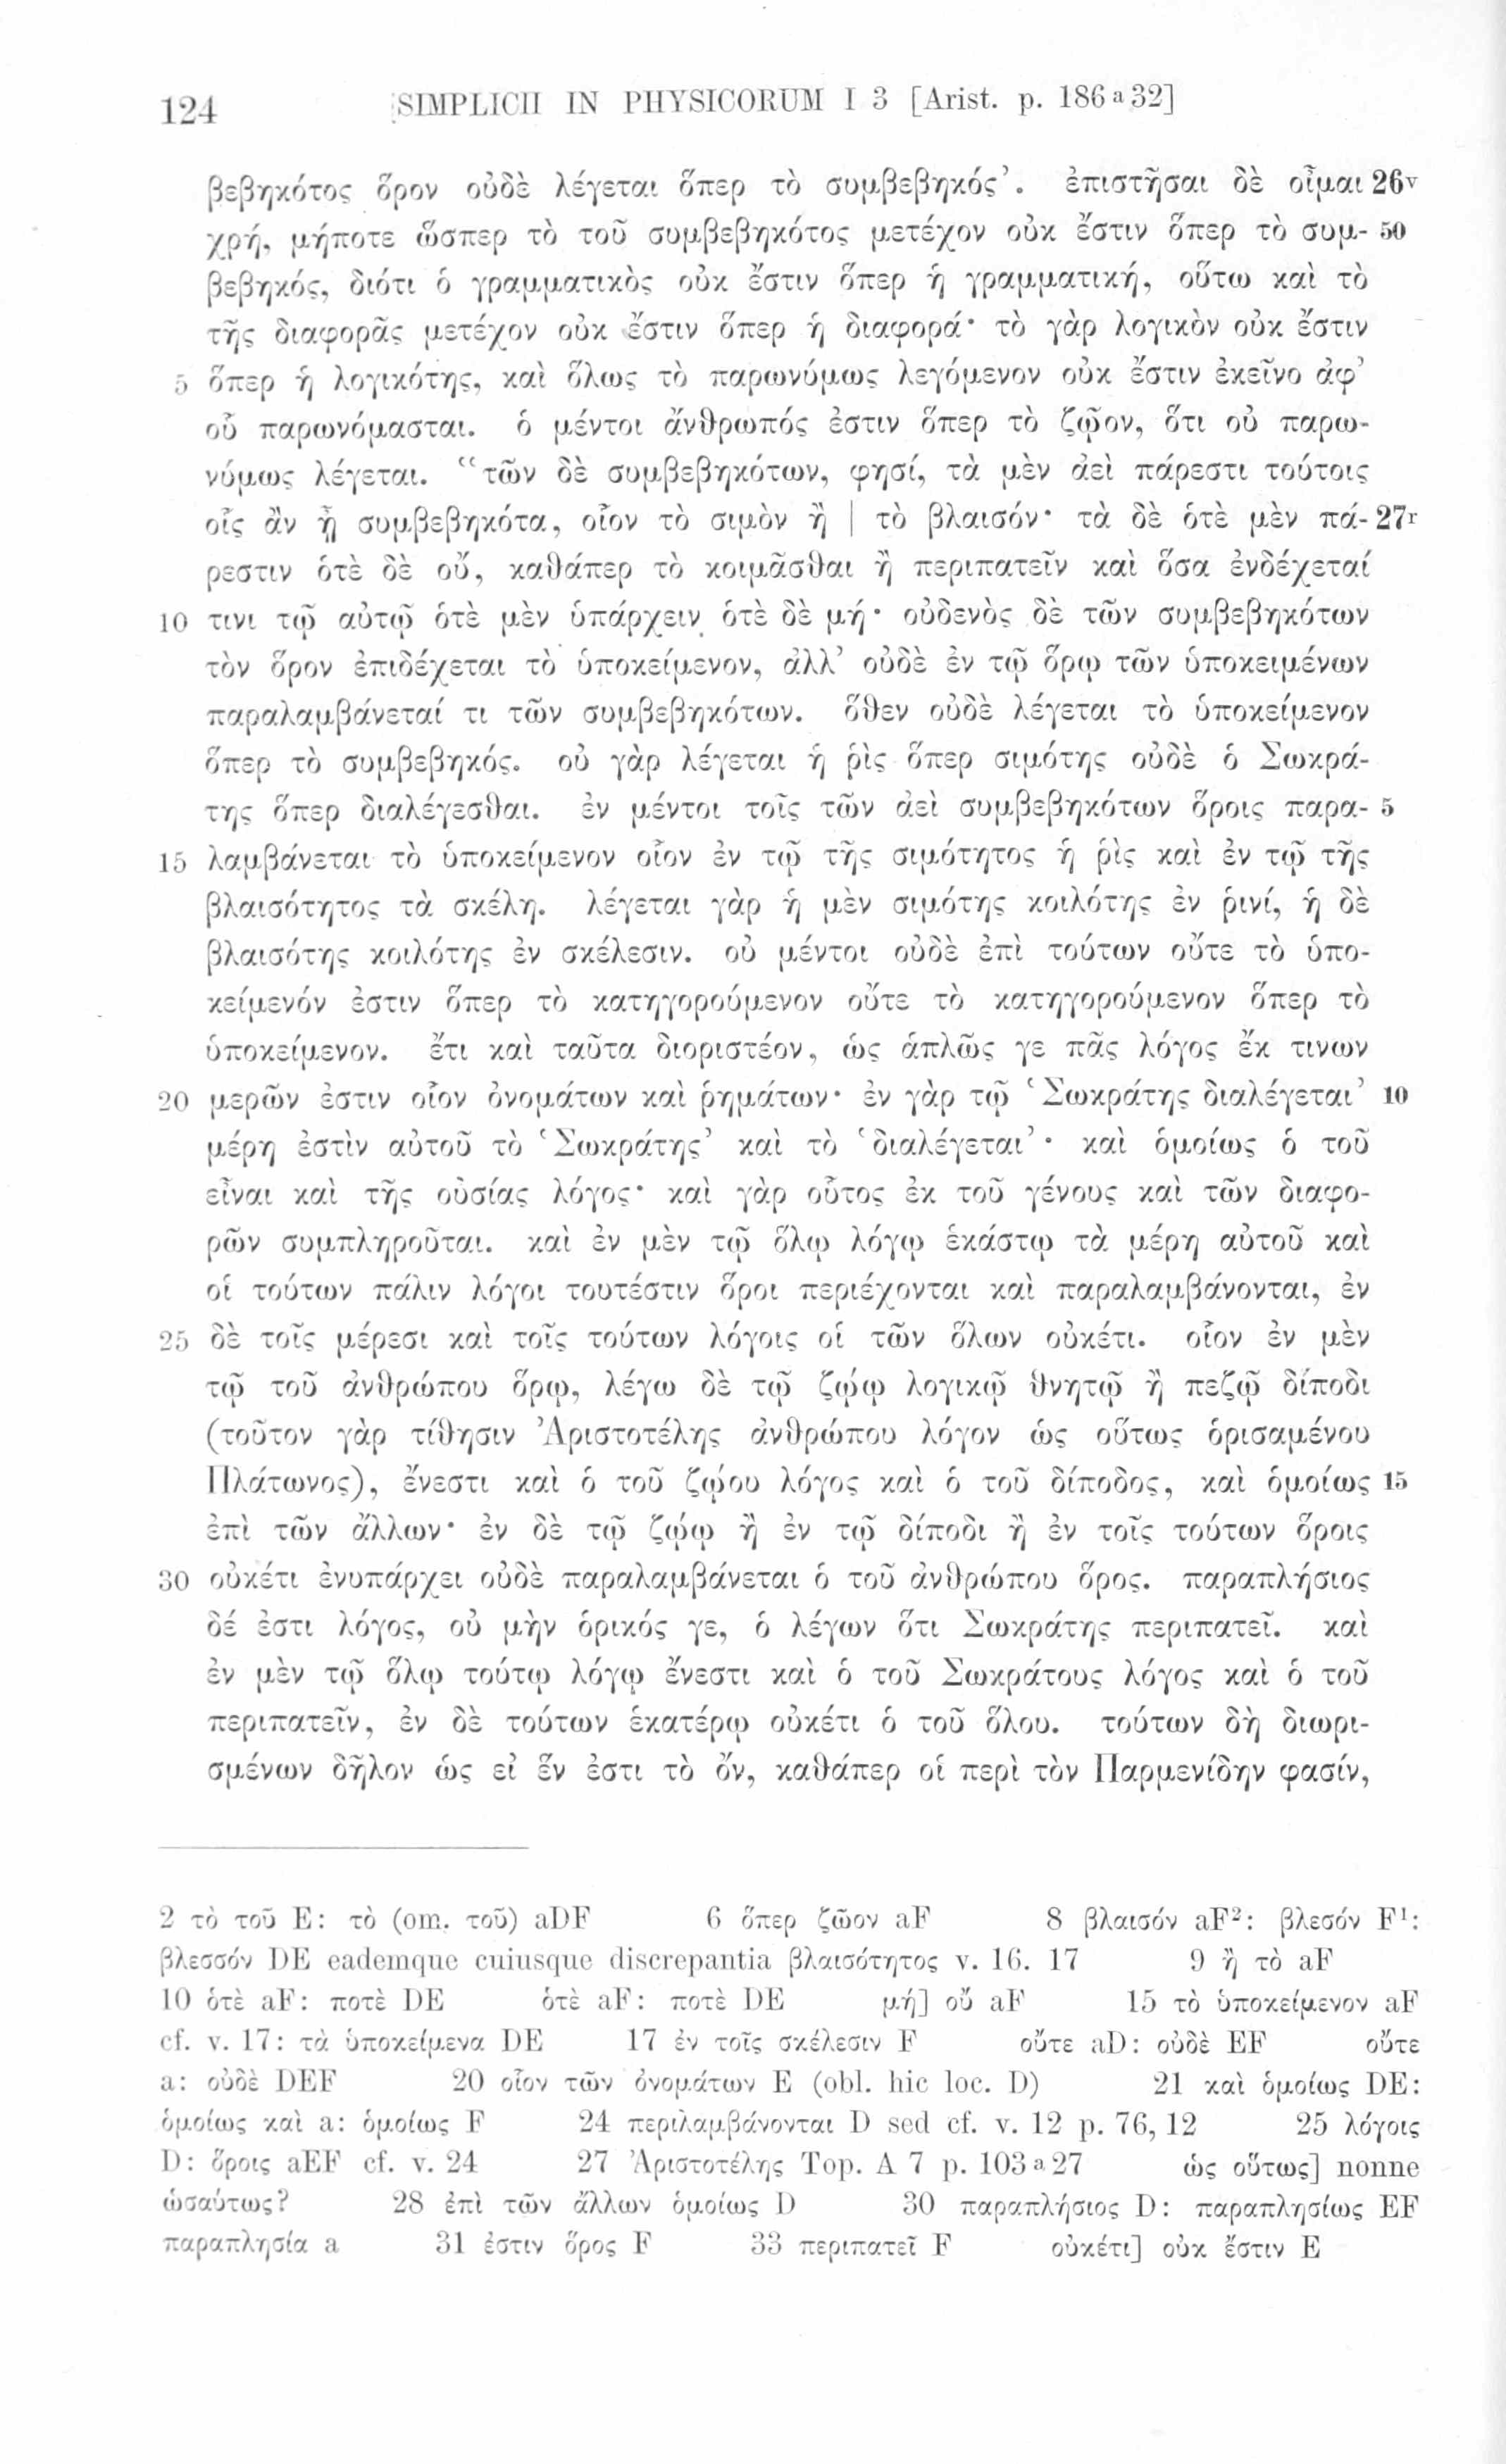 124 SIMPLICII IN PHYSICORUM I 3 [Arist. p. 186 a 32]
βεβηκότος ὅρον οὐδὲ λέγεται ὅπερ τὸ συμβεβηκός’. ἐπιστῆσαι δὲ οἶμαι 26v
χρή, μήποτε ὥσπερ τὸ τοῦ συμβεβηκότος μετέχον οὐκ ἔστιν ὅπερ τὸ συμ- 50
βεβηκός, διότι ὁ γραμματικὸς οὐκ ἔστιν ὅπερ ἡ γραμματική, οὕτω καὶ τὸ
τῆς διαφορᾶς μετέχον οὐκ ἔστιν ὅπερ ἡ διαφορά· τὸ γὰρ λογικὸν οὐκ ἔστιν
5 ὅπερ ἡ λογικότης, καὶ ὅλως τὸ παρωνύμως λεγόμενον οὐκ ἔστιν ἐκεῖνο ἀφ’
οὗ παρωνόμασται. ὁ μέντοι ἄνθρωπός ἐστιν ὅπερ τὸ ζῷον, ὅτι οὐ παρω-
νύμως λέγεται. “τῶν δὲ συμβεβηκότων, φησί, τὰ μὲν ἀεὶ πάρεστι τούτοις
οἷς ἂν ᾖ συμβεβηκότα, οἷον τὸ σιμὸν ἢ | τὸ βλαισόν· τὰ δὲ ὁτὲ μὲν πά- 27r
ρεστιν ὁτὲ δὲ οὔ, καθάπερ τὸ κοιμᾶσθαι ἢ περιπατεῖν καὶ ὅσα ἐνδέχεταί
10 τινι τῷ αὐτῷ ὁτὲ μὲν ὑπάρχειν ὁτὲ δὲ μή· οὐδενὸς δὲ τῶν συμβεβηκότων
τὸν ὅρον ἐπιδέχεται τὸ ὑποκείμενον, ἀλλ’ οὐδὲ ἐν τῷ ὅρῳ τῶν ὑποκειμένων
παραλαμβάνεταί τι τῶν συμβεβηκότων. ὅθεν οὐδὲ λέγεται τὸ ὑποκείμενον
ὅπερ τὸ συμβεβηκός. οὐ γὰρ λέγεται ἡ ῥὶς ὅπερ σιμότης οὐδὲ ὁ Σωκρά-
της ὅπερ διαλέγεσθαι. ἐν μέντοι τοῖς τῶν ἀεὶ συμβεβηκότων ὅροις παρα- 5
15 λαμβάνεται τὸ ὑποκείμενον οἷον ἐν τῷ τῆς σιμότητος ἡ ῥὶς καὶ ἐν τῷ τῆς
βλαισότητος τὰ σκέλη. λέγεται γὰρ ἡ μὲν σιμότης κοιλότης ἐν ῥινί, ἡ δὲ
βλαισότης κοιλότης ἐν σκέλεσιν. οὐ μέντοι οὐδὲ ἐπὶ τούτων οὔτε τὸ ὑπο-
κείμενόν ἐστιν ὅπερ τὸ κατηγορούμενον οὔτε τὸ κατηγορούμενον ὅπερ τὸ
ὑποκείμενον. ἔτι καὶ ταῦτα διοριστέον, ὡς ἁπλῶς γε πᾶς λόγος ἔκ τινων
20 μερῶν ἐστιν οἷον ὀνομάτων καὶ ῥημάτων· ἐν γὰρ τῷ ‘Σωκράτης διαλέγεται’ 10
μέρη ἐστὶν αὐτοῦ τὸ ‘Σωκράτης’ καὶ τὸ ‘διαλέγεται’· καὶ ὁμοίως ὁ τοῦ
εἶναι καὶ τῆς οὐσίας λόγος· καὶ γὰρ οὗτος ἐκ τοῦ γένους καὶ τῶν διαφο-
ρῶν συμπληροῦται. καὶ ἐν μὲν τῷ ὅλῳ λόγῳ ἑκάστῳ τὰ μέρη αὐτοῦ καὶ
οἱ τούτων πάλιν λόγοι τουτέστιν ὅροι περιέχονται καὶ παραλαμβάνονται, ἐν
25 δὲ τοῖς μέρεσι καὶ τοῖς τούτων λόγοις οἱ τῶν ὅλων οὐκέτι. οἷον ἐν μὲν
τῷ τοῦ ἀνθρώπου ὅρῳ, λέγω δὲ τῷ ζῴῳ λογικῷ θνητῷ ἢ πεζῷ δίποδι
(τοῦτον γὰρ τίθησιν Ἀριστοτέλης ἀνθρώπου λόγον ὡς οὕτως ὁρισαμένου
Πλάτωνος), ἔνεστι καὶ ὁ τοῦ ζῴου λόγος καὶ ὁ τοῦ δίποδος, καὶ ὁμοίως 15
ἐπὶ τῶν ἄλλων· ἐν δὲ τῷ ζῴῳ ἢ ἐν τῷ δίποδι ἢ ἐν τοῖς τούτων ὅροις
30 οὐκέτι ἐνυπάρχει οὐδὲ παραλαμβάνεται ὁ τοῦ ἀνθρώπου ὅρος. παραπλήσιος
δέ ἐστι λόγος, οὐ μὴν ὁρικός γε, ὁ λέγων ὅτι Σωκράτης περιπατεῖ. καὶ
ἐν μὲν τῷ ὅλῳ τούτῳ λόγῳ ἔνεστι καὶ ὁ τοῦ Σωκράτους λόγος καὶ ὁ τοῦ
περιπατεῖν, ἐν δὲ τούτων ἑκατέρῳ οὐκέτι ὁ τοῦ ὅλου. τούτων δὴ διωρι-
σμένων δῆλον ὡς εἰ ἕν ἐστι τὸ ὄν, καθάπερ οἱ περὶ τὸν Παρμενίδην φασίν,
2 τὸ τοῦ E: τὸ (om. τοῦ) aDF 6 ὅπερ ζῶον aF 8 βλαισόν aF²: βλεσόν F¹:
βλεσσόν DE eademque cuiusque discrepantia βλαισότητος v. 16. 17 9 ἢ τὸ aF
10 ὁτὲ aF: ποτὲ DE ὁτὲ aF: ποτὲ DE μή] οὔ aF 15 τὸ ὑποκείμενον aF
cf. v. 17: τὰ ὑποκείμενα DE 17 ἐν τοῖς σκέλεσιν F οὔτε aD: οὐδὲ EF οὔτε
a: οὐδὲ DEF 20 οἷον τῶν ὀνομάτων E (obl. hic loc. D) 21 καὶ ὁμοίως DE:
ὁμοίως καὶ a: ὁμοίως F 24 περιλαμβάνονται D sed cf. v. 12 p. 76, 12 25 λόγοις
D: ὅροις aEF cf. v. 24 27 Ἀριστοτέλης Top. A 7 p. 103 a 27 ὡς οὕτως] nonne
ὡσαύτως? 28 ἐπὶ τῶν ἄλλων ὁμοίως D 30 παραπλήσιος D: παραπλησίως EF
παραπλησία a 31 ἐστιν ὅρος F 33 περιπατεῖ F οὐκέτι] οὐκ ἔστιν E